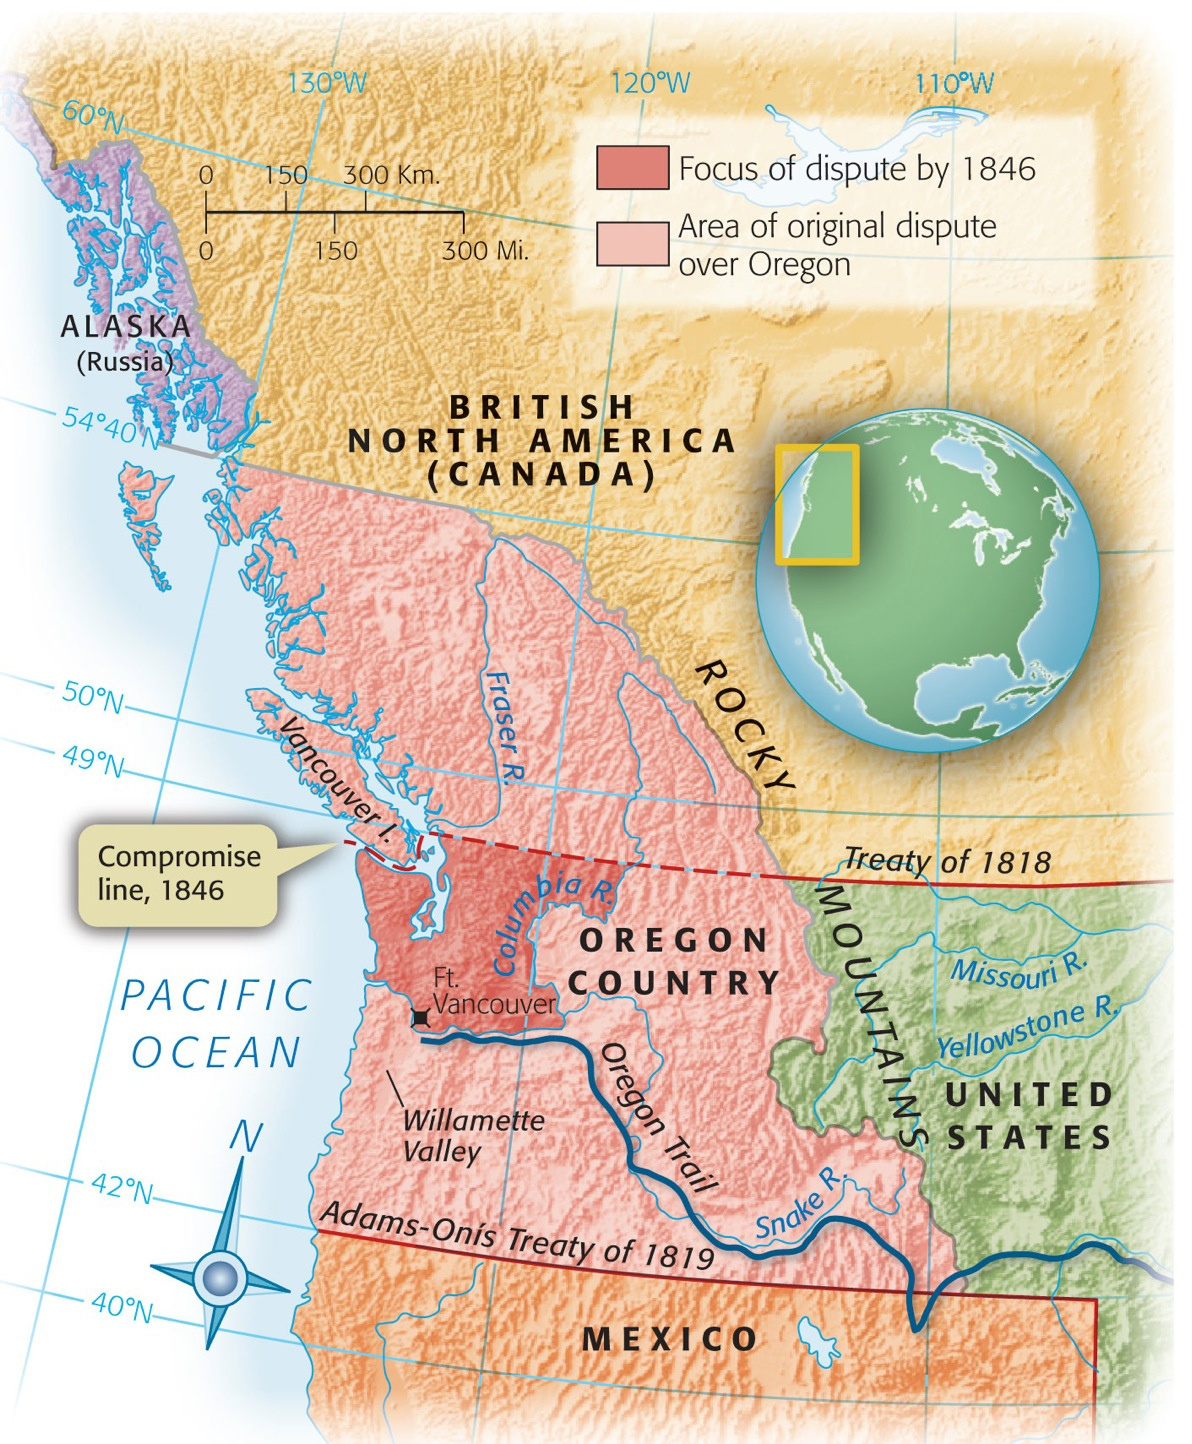 130°W
120°W
110°W
60°N
0 150 300 Km.
0 150 300 Mi.
Focus of dispute by 1846
Area of original dispute
over Oregon
ALASKA
(Russia)
54°40'N
BRITISH
NORTH AMERICA
(CANADA)
50°N
49°N
Vancouver I.
Fraser R.
ROCKY
MOUNTAINS
Compromise
line, 1846
Treaty of 1818
Columbia R.
OREGON
COUNTRY
Missouri R.
Yellowstone R.
PACIFIC
OCEAN
Ft.
Vancouver
Oregon Trail
Willamette
Valley
UNITED
STATES
N
42°N
Snake R.
Adams-Onís Treaty of 1819
40°N
MEXICO